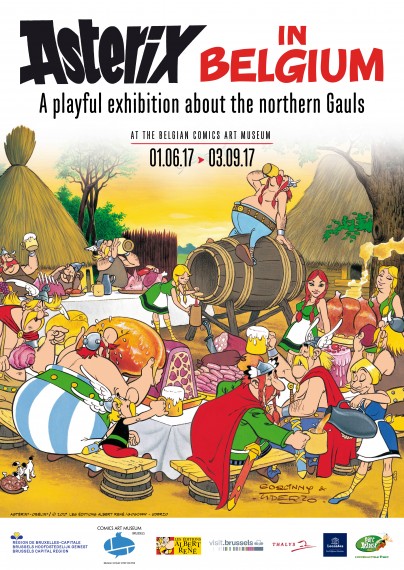 Asterix
IN
BELGIUM
A playful exhibition about the northern Gauls
AT THE BELGIAN COMICS ART MUSEUM
01.06.17 > 03.09.17
GOSCINNY &
UDERZO
RÉGION DE BRUXELLES-CAPITALE
BRUSSELS HOOFDSTEDELIJK GEWEST
BRUSSELS CAPITAL REGION
COMICS ART MUSEUM
LES EDITIONS
ALBERT
RENÉ
visit.brussels
THALYS